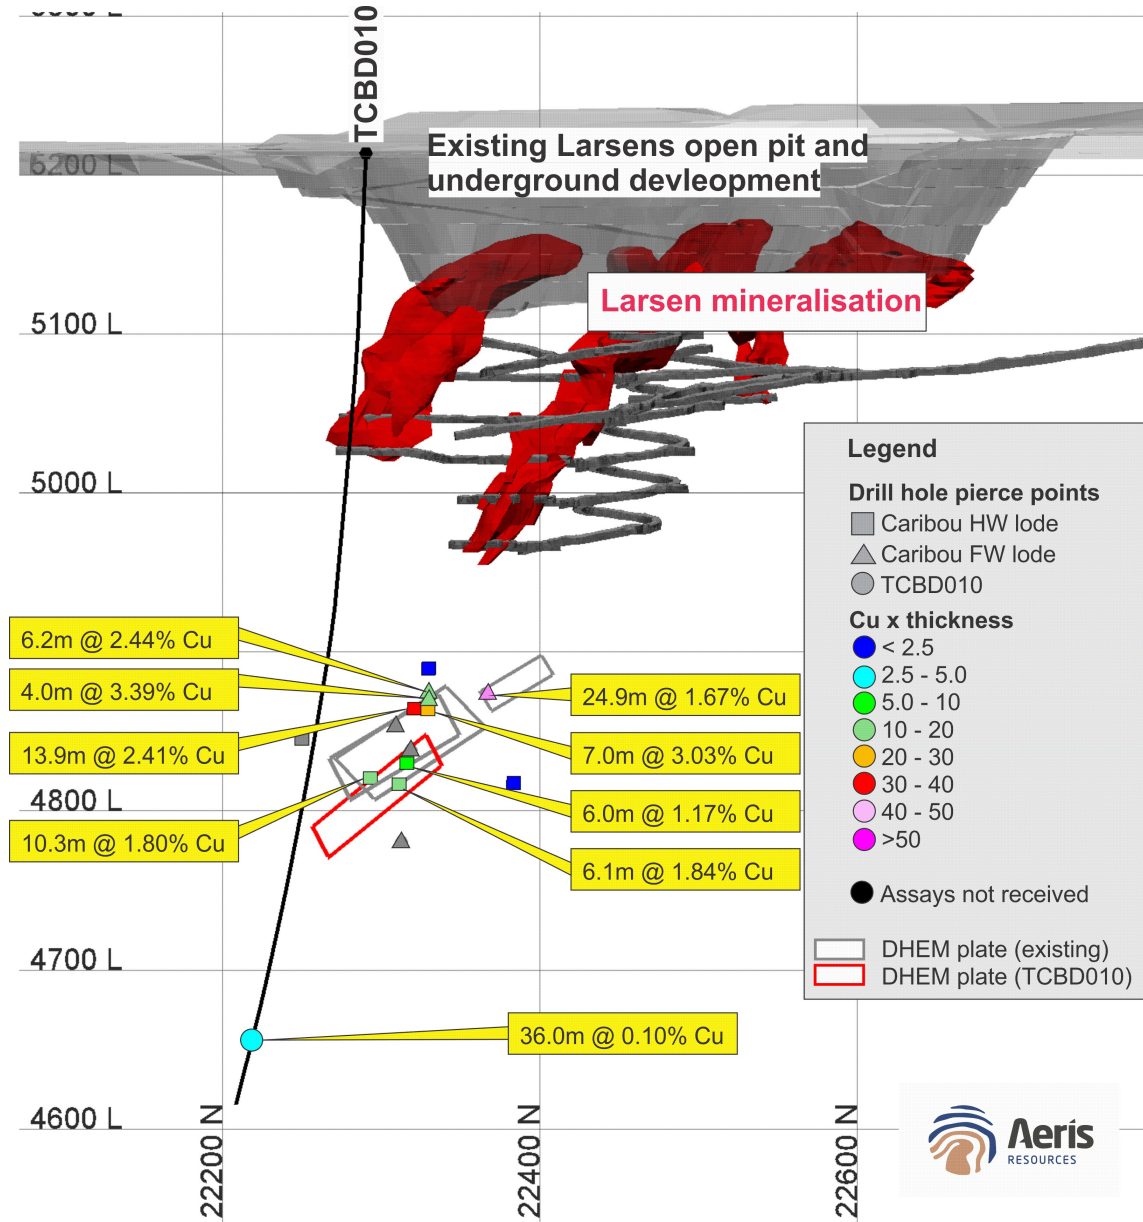 5300 L
TCBD010
Existing Larsens open pit and
underground devleopment
5200 L
Larsen mineralisation
5100 L
5000 L
Legend
Drill hole pierce points
Caribou HW lode
Caribou FW lode
TCBD010
Cu x thickness
< 2.5
2.5 - 5.0
5.0 - 10
10 - 20
20 - 30
30 - 40
40 - 50
>50
Assays not received
DHEM plate (existing)
DHEM plate (TCBD010)
6.2m @ 2.44% Cu
4.0m @ 3.39% Cu
24.9m @ 1.67% Cu
13.9m @ 2.41% Cu
7.0m @ 3.03% Cu
4800 L
6.0m @ 1.17% Cu
10.3m @ 1.80% Cu
6.1m @ 1.84% Cu
4700 L
36.0m @ 0.10% Cu
4600 L
22200 N
22400 N
22600 N
Aeris
RESOURCES